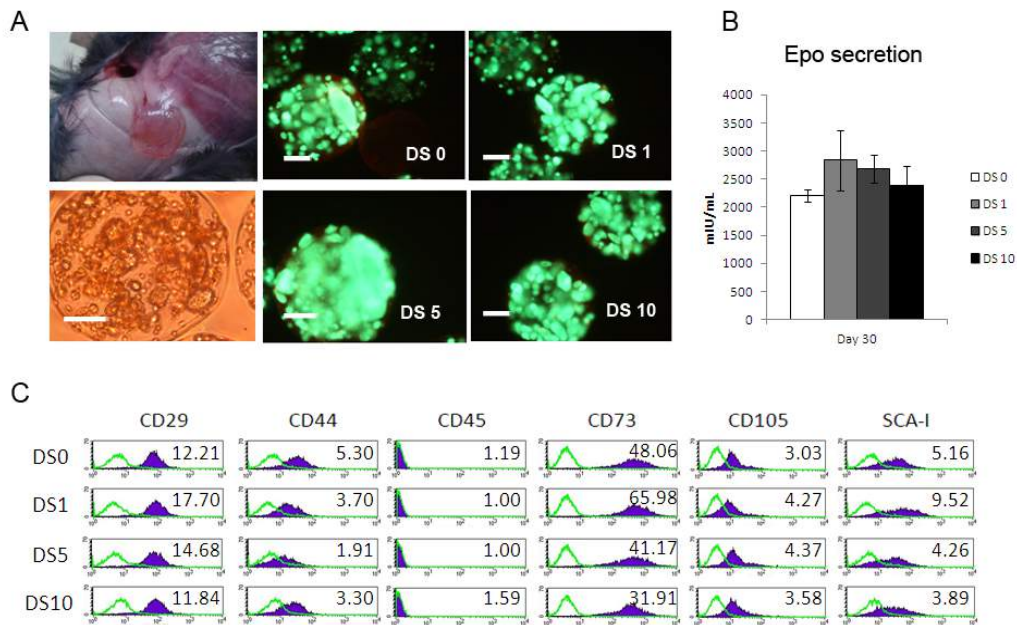 A
DS 0
DS 1
DS 5
DS 10
B
Epo secretion
4000
3500
3000
2500
2000
1500
1000
500
0
mIU/mL
Day 30
DS 0
DS 1
DS 5
DS 10
C
CD29 CD44 CD45 CD73 CD105 SCA-I
DS0 12.21 5.30 1.19 48.06 3.03 5.16
DS1 17.70 3.70 1.00 65.98 4.27 9.52
DS5 14.68 1.91 1.00 41.17 4.37 4.26
DS10 11.84 3.30 1.59 31.91 3.58 3.89